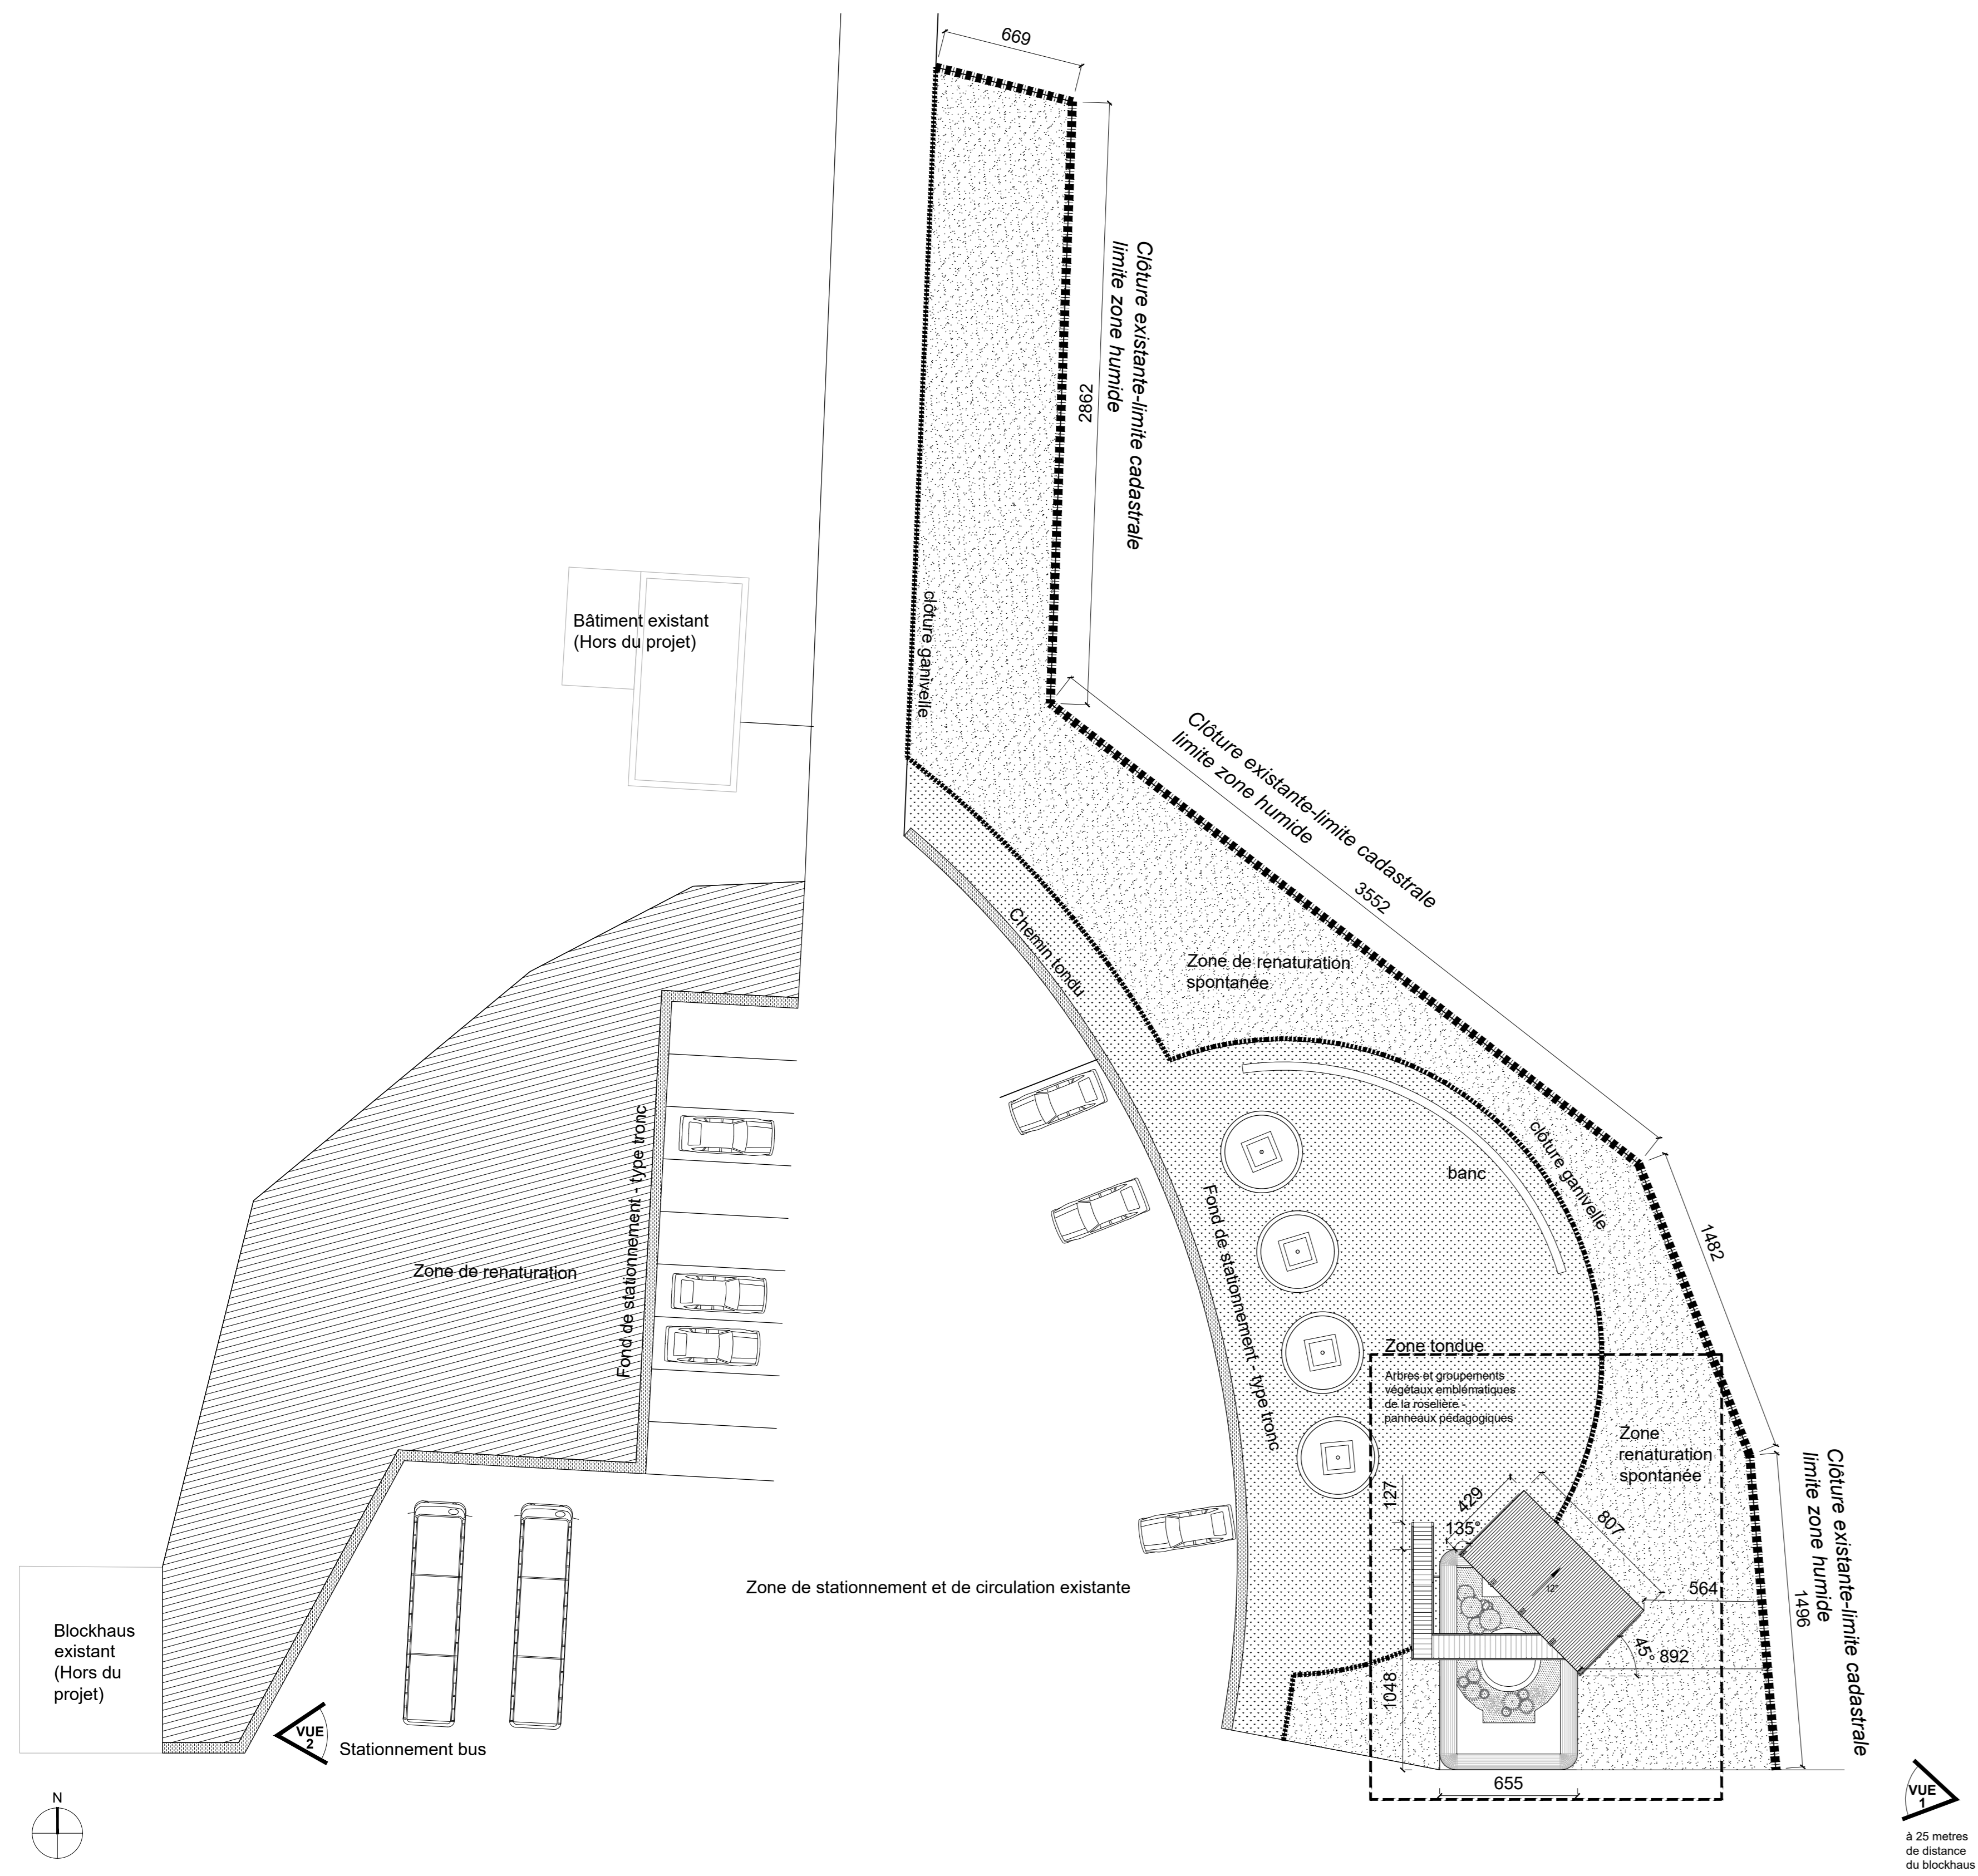 669
Clôture existante-limite cadastrale
limite zone humide
2862
Bâtiment existant
(Hors du projet)
clôture ganivelle
Clôture existante-limite cadastrale
limite zone humide
3552
Chemin tondu
Zone de renaturation
spontanée
Fond de stationnement - type tronc
clôture ganivelle
banc
1482
Fond de stationnement - type tronc
Zone de renaturation
Zone tondue
Arbres et groupements
végétaux emblématiques
de la roselière -
panneaux pédagogiques
Zone
renaturation
spontanée
Clôture existante-limite cadastrale
limite zone humide
1496
127
429
135°
807
12°
564
45°
892
1048
655
Zone de stationnement et de circulation existante
Blockhaus
existant
(Hors du
projet)
VUE
2
Stationnement bus
N
VUE
1
à 25 metres
de distance
du blockhaus